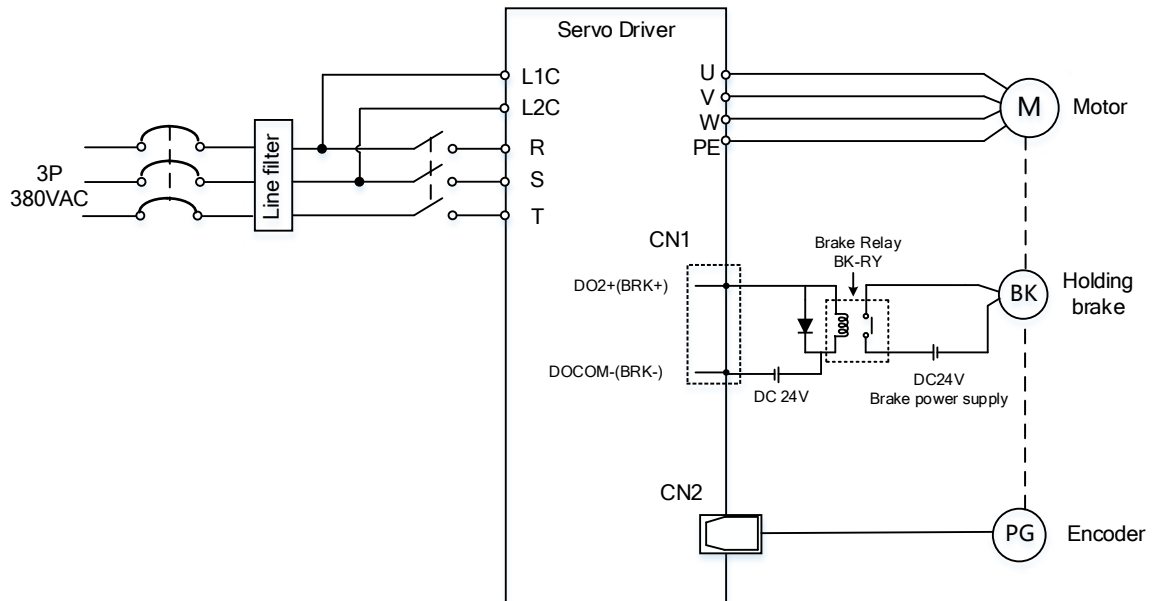 Servo Driver
L1C
L2C
R
S
T
3P
380VAC
Line filter
U
V
W
PE
M
Motor
CN1
DO2+(BRK+)
DOCOM-(BRK-)
Brake Relay
BK-RY
DC 24V
DC24V
Brake power supply
BK
Holding
brake
CN2
PG
Encoder